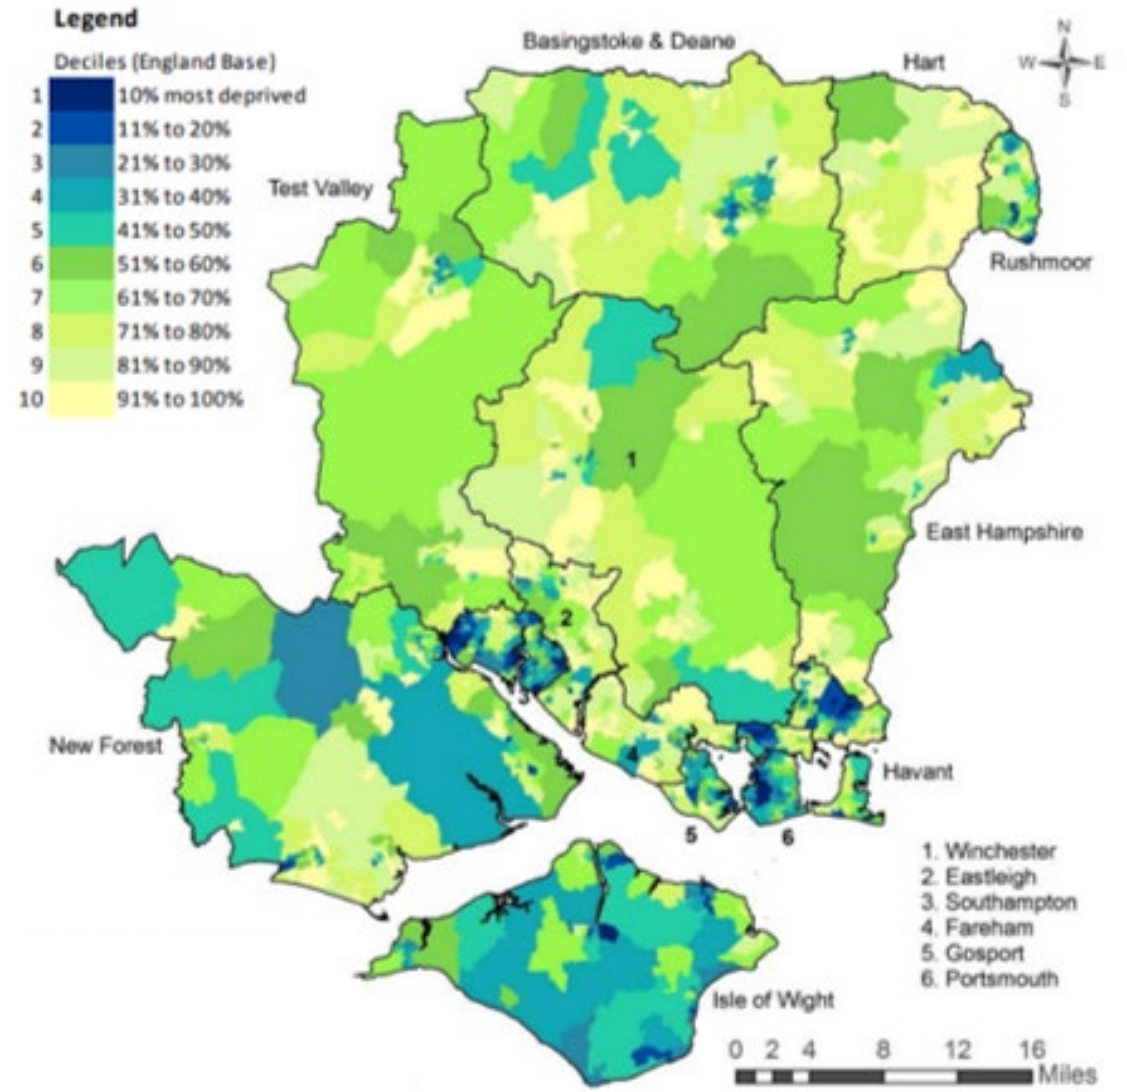 Legend
Deciles (England Base)
1 10% most deprived
2 11% to 20%
3 21% to 30%
4 31% to 40%
5 41% to 50%
6 51% to 60%
7 61% to 70%
8 71% to 80%
9 81% to 90%
10 91% to 100%
Basingstoke & Deane
Hart
N
W E
S
Test Valley
Rushmoor
1
East Hampshire
2
3
New Forest
4
Havant
5
6
1. Winchester
2. Eastleigh
3. Southampton
4. Fareham
5. Gosport
6. Portsmouth
Isle of Wight
0 2 4 8 12 16
Miles